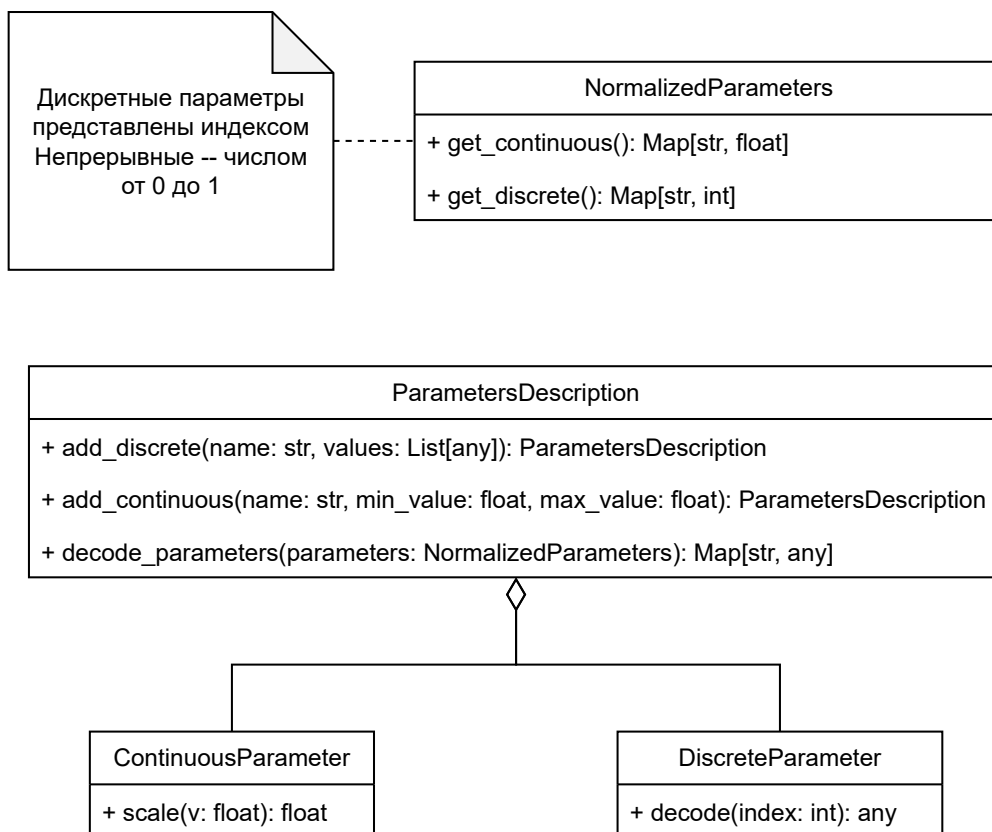 Дискретные параметры
представлены индексом
Непрерывные -- числом
от 0 до 1
NormalizedParameters
+ get_continuous(): Map[str, float]
+ get_discrete(): Map[str, int]
ParametersDescription
+ add_discrete(name: str, values: List[any]): ParametersDescription
+ add_continuous(name: str, min_value: float, max_value: float): ParametersDescription
+ decode_parameters(parameters: NormalizedParameters): Map[str, any]
ContinuousParameter
+ scale(v: float): float
DiscreteParameter
+ decode(index: int): any